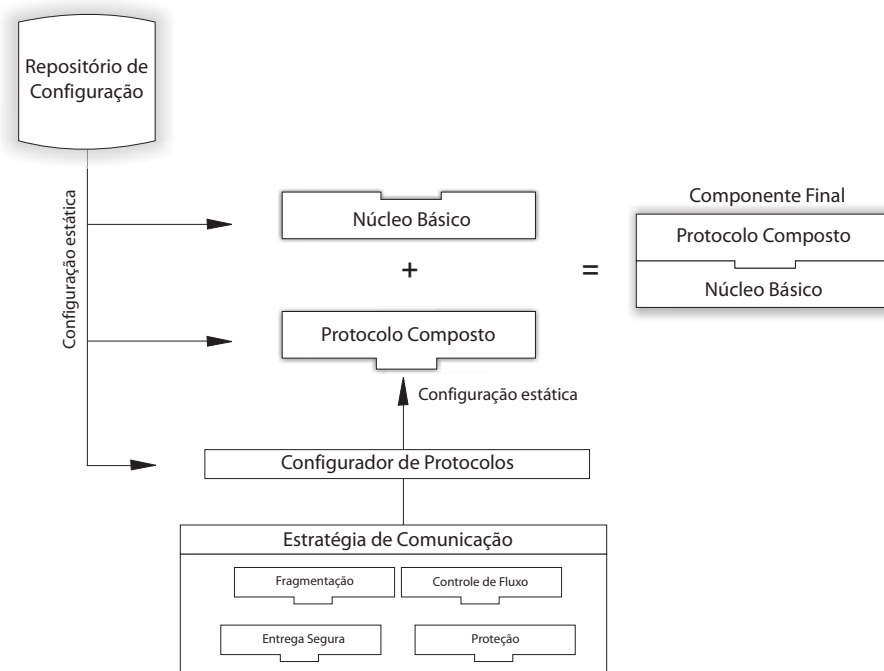 Repositório de
Configuração
Configuração estática
Núcleo Básico
+
=
Componente Final
Protocolo Composto
Núcleo Básico
Protocolo Composto
Configuração estática
Configurador de Protocolos
Estratégia de Comunicação
Fragmentação
Controle de Fluxo
Entrega Segura
Proteção